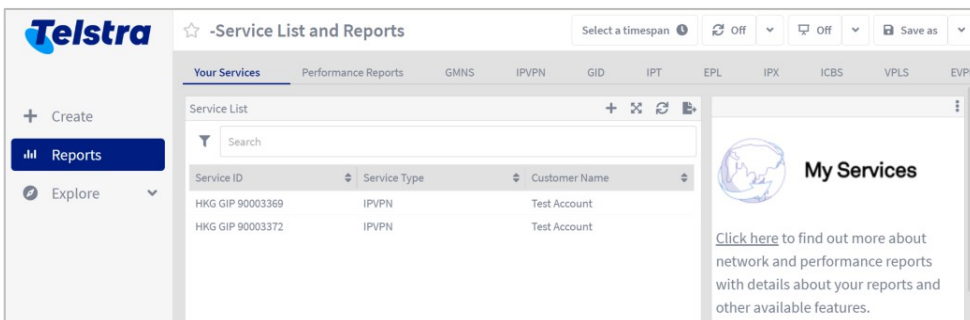 Telstra
-Service List and Reports
Select a timespan
Off
Off
Save as
Your Services
Performance Reports
GMNS
IPVPN
GID
IPT
EPL
IPX
ICBS
VPLS
EVP
Create
Reports
Explore
Service List
Search
Service ID
Service Type
Customer Name
HKG GIP 90003369
IPVPN
Test Account
HKG GIP 90003372
IPVPN
Test Account
My Services
Click here to find out more about
network and performance reports
with details about your reports and
other available features.